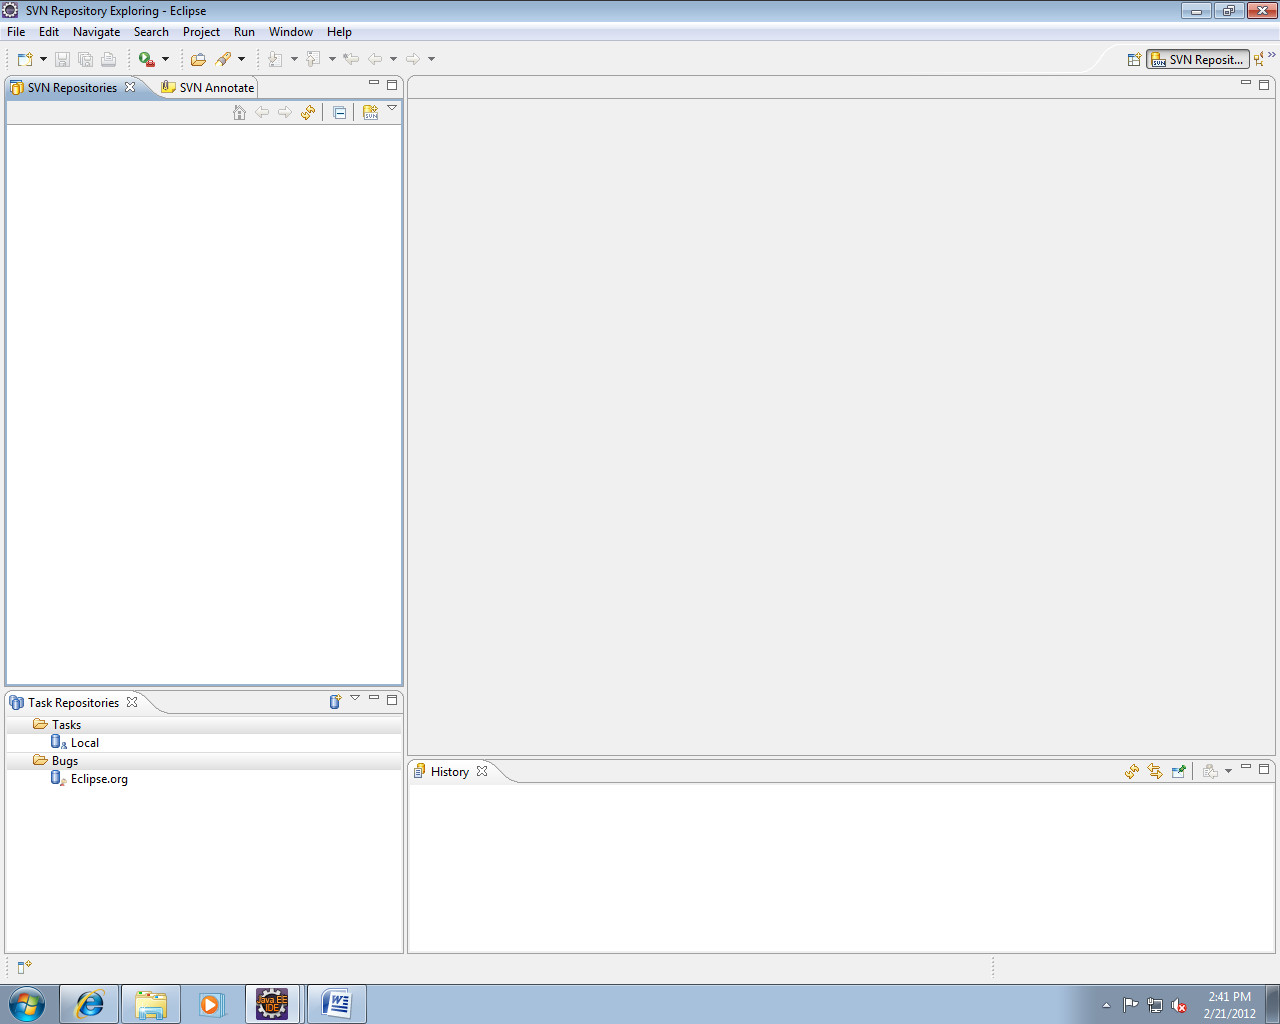 SVN Repository Exploring - Eclipse
File Edit Navigate Search Project Run Window Help
SVN Reposit...
SVN Repositories
SVN Annotate
SVN
Task Repositories
Tasks
Local
Bugs
Eclipse.org
History
Java EE
IDE
2:41 PM
2/21/2012